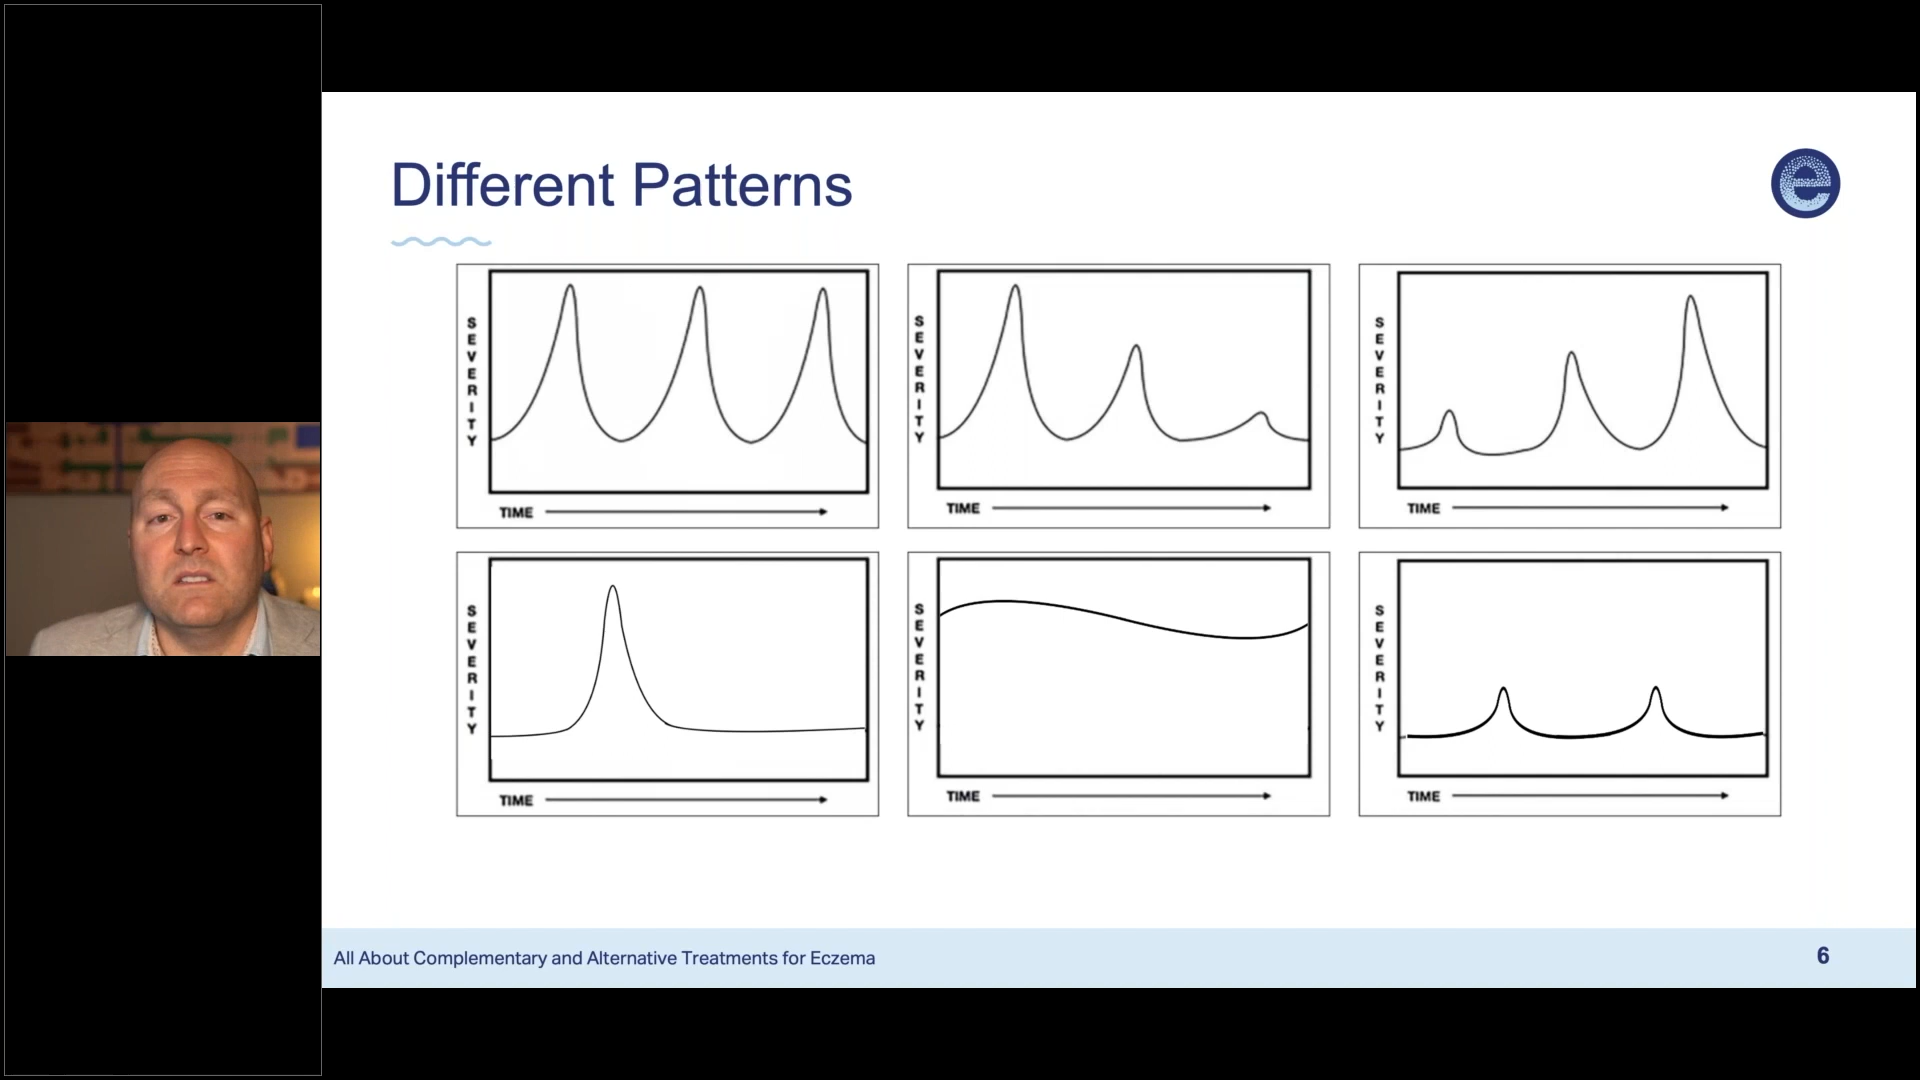 Different Patterns
e
SEVERITY
TIME
SEVERITY
TIME
SEVERITY
TIME
SEVERITY
TIME
SEVERITY
TIME
SEVERITY
TIME
All About Complementary and Alternative Treatments for Eczema
6